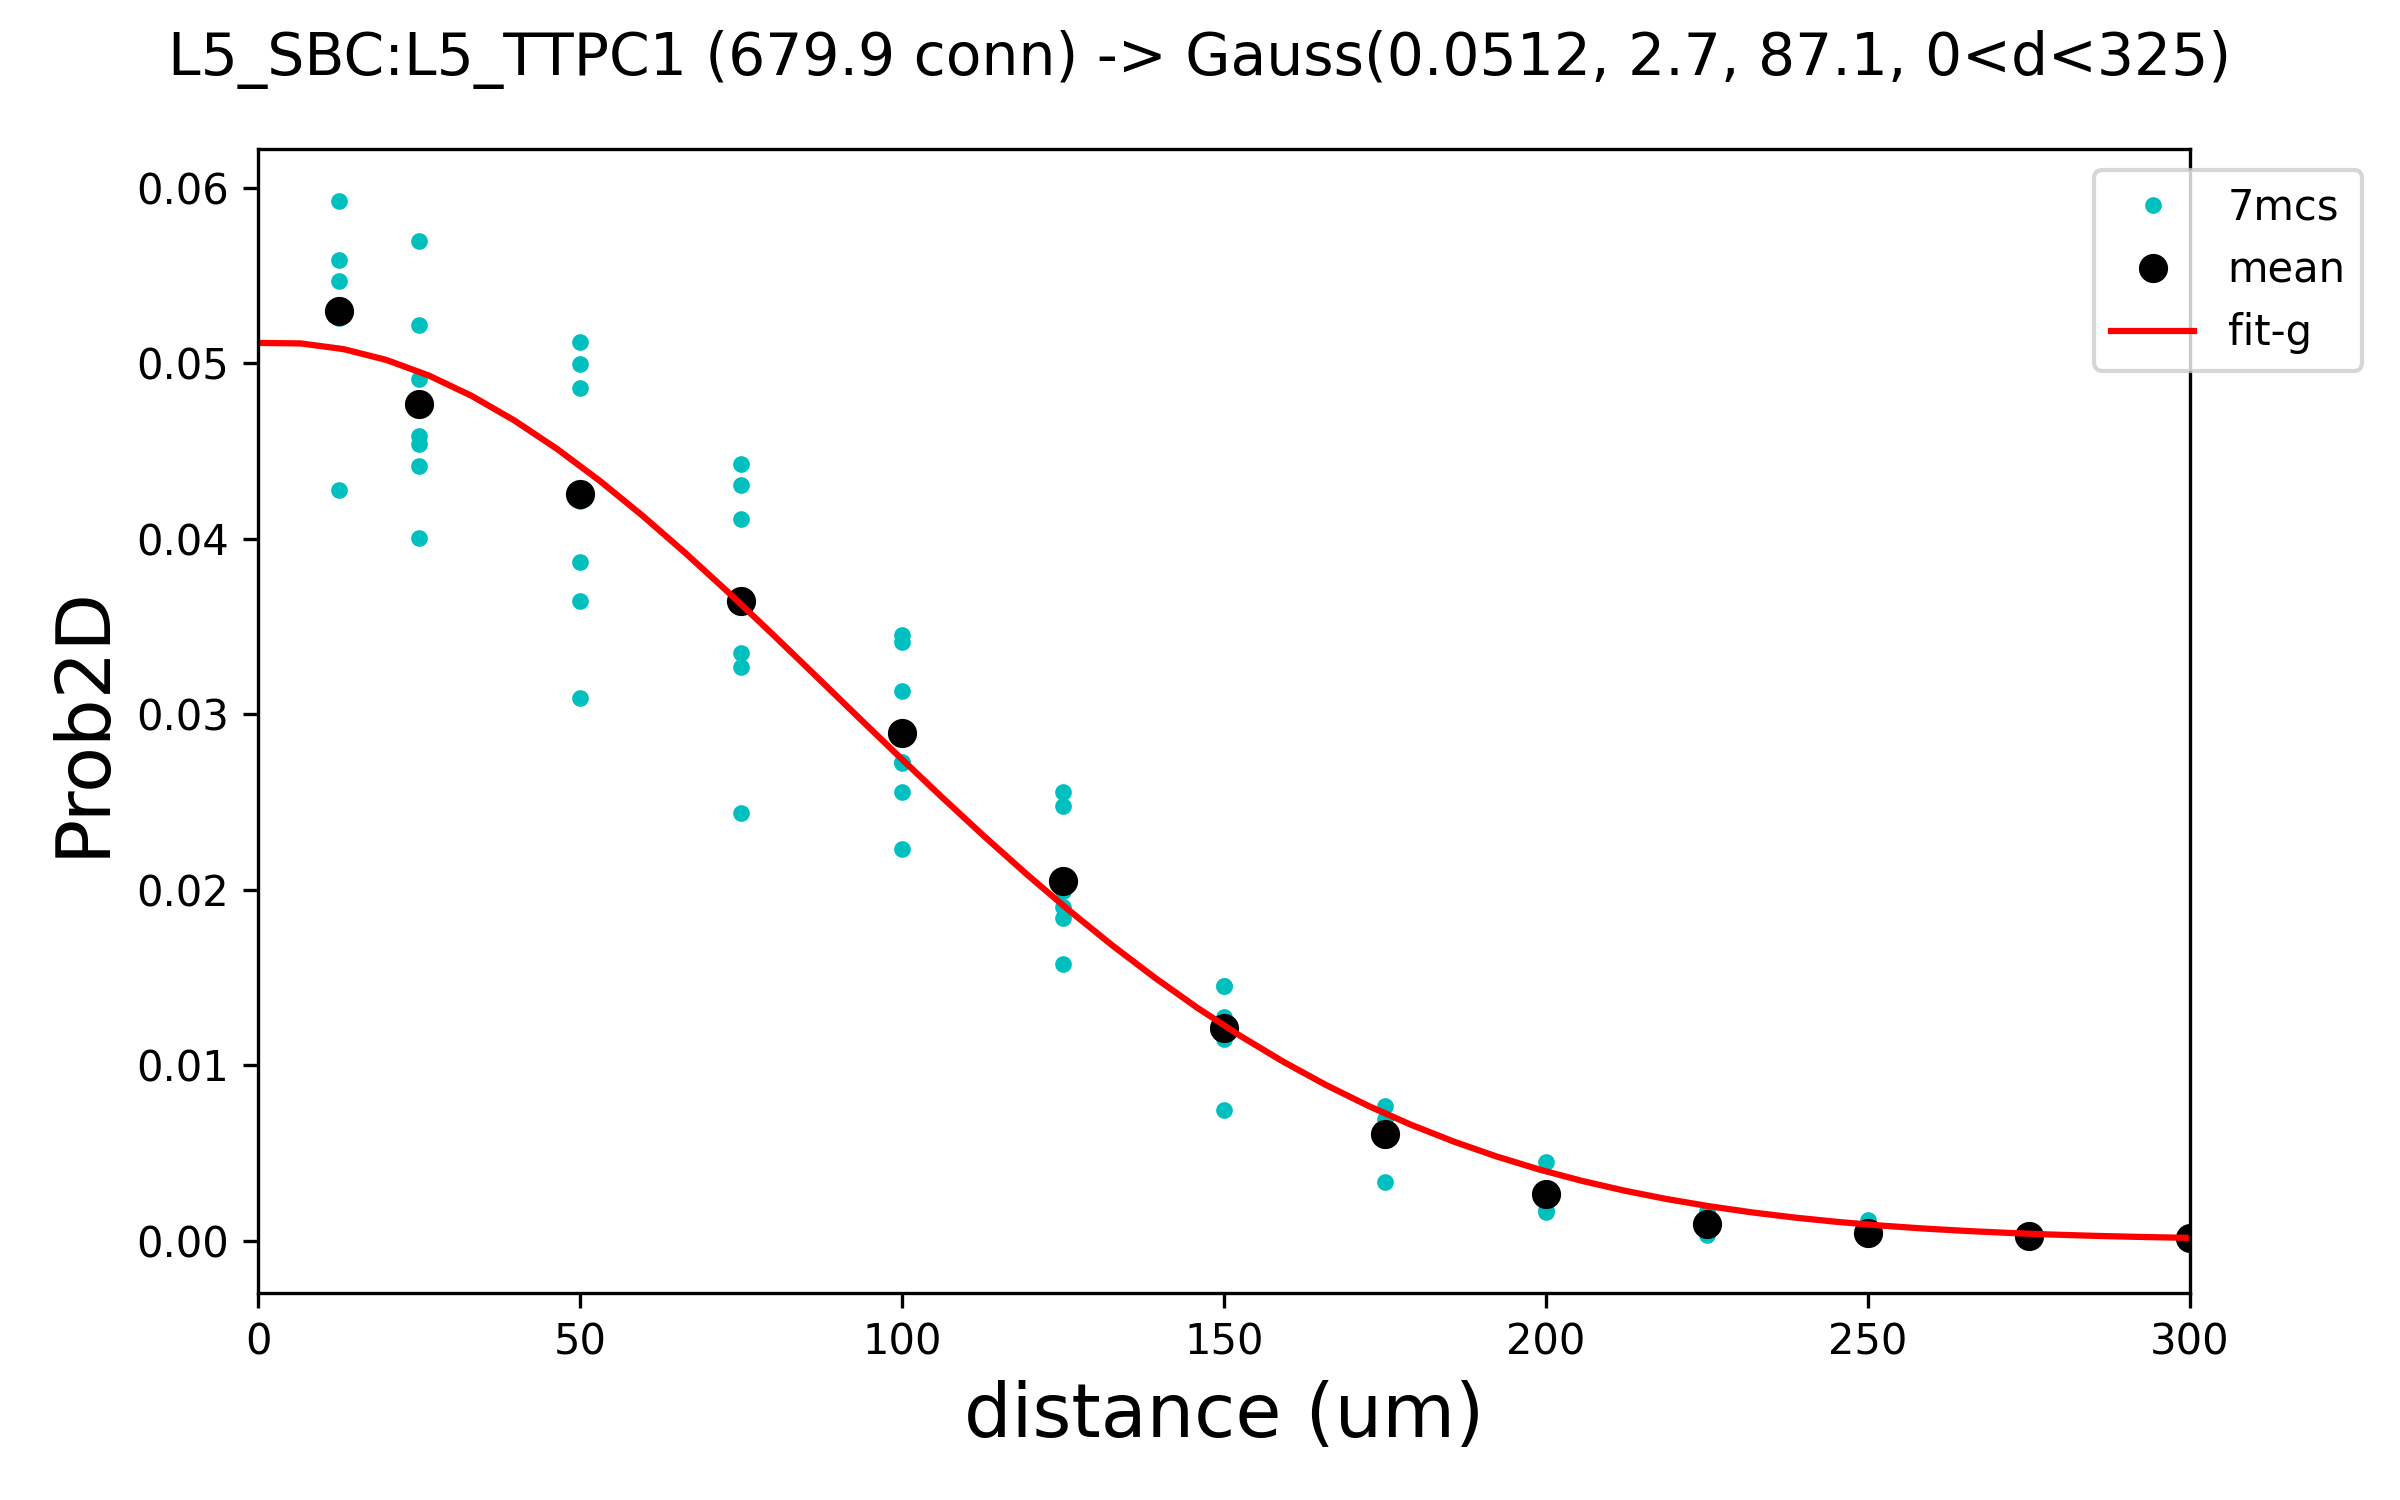 L5_SBC:L5_TTPC1 (679.9 conn) -> Gauss(0.0512, 2.7, 87.1, 0<d<325)
7mcs
mean
fit-g
0.06
0.05
0.04
0.03
0.02
0.01
0.00
Prob2D
0 50 100 150 200 250 300
distance (um)